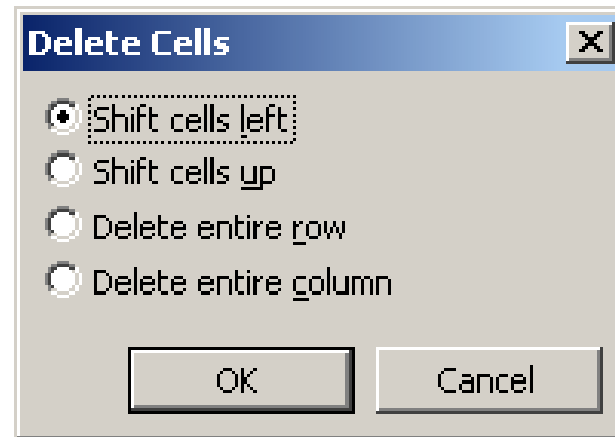 Delete Cells
Shift cells left
Shift cells up
Delete entire row
Delete entire column
OK Cancel